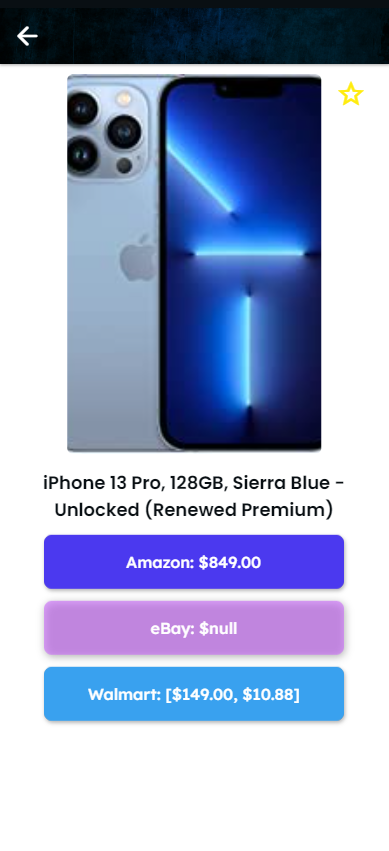 iPhone 13 Pro, 128GB, Sierra Blue -
Unlocked (Renewed Premium)
Amazon: $849.00
eBay: $null
Walmart: [$149.00, $10.88]